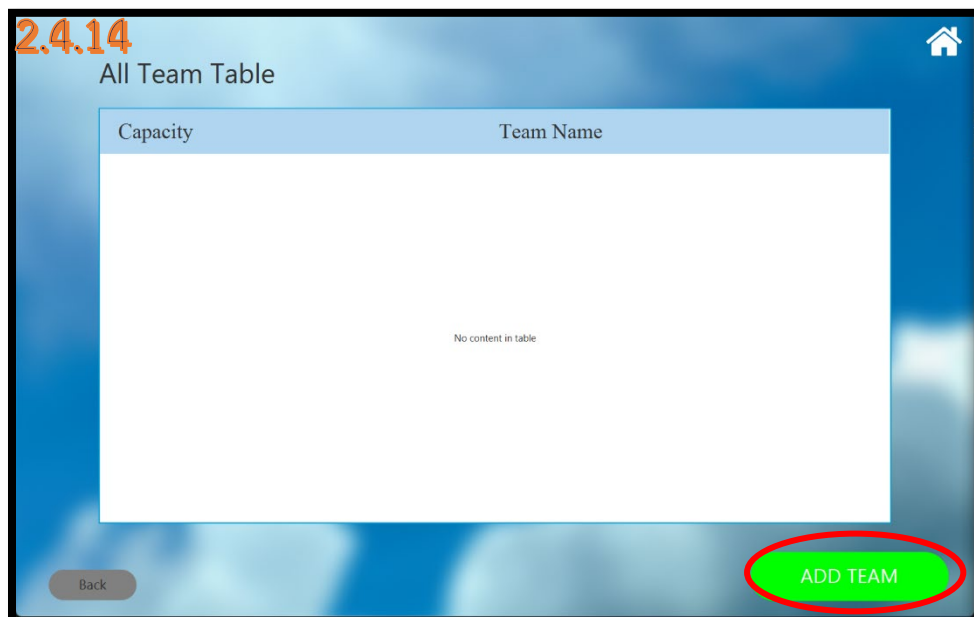 2.4.14
All Team Table
Capacity Team Name
No content in table
Back
ADD TEAM